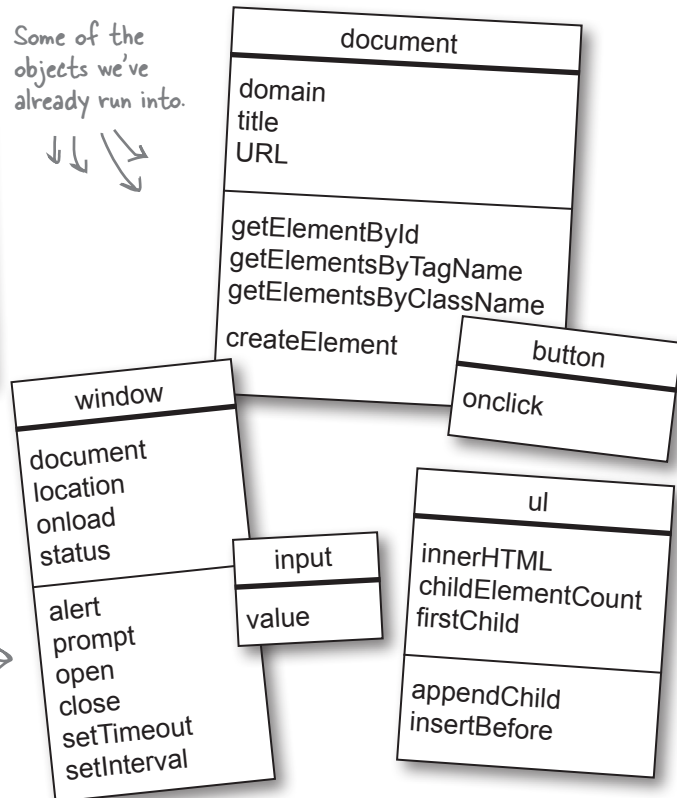 Some of the
objects we've
already run into.
document
domain
title
URL
getElementById
getElementsByTagName
getElementsByClassName
createElement
button
onclick
window
document
location
onload
status
alert
prompt
open
close
setTimeout
setInterval
input
value
ul
innerHTML
childElementCount
firstChild
appendChild
insertBefore